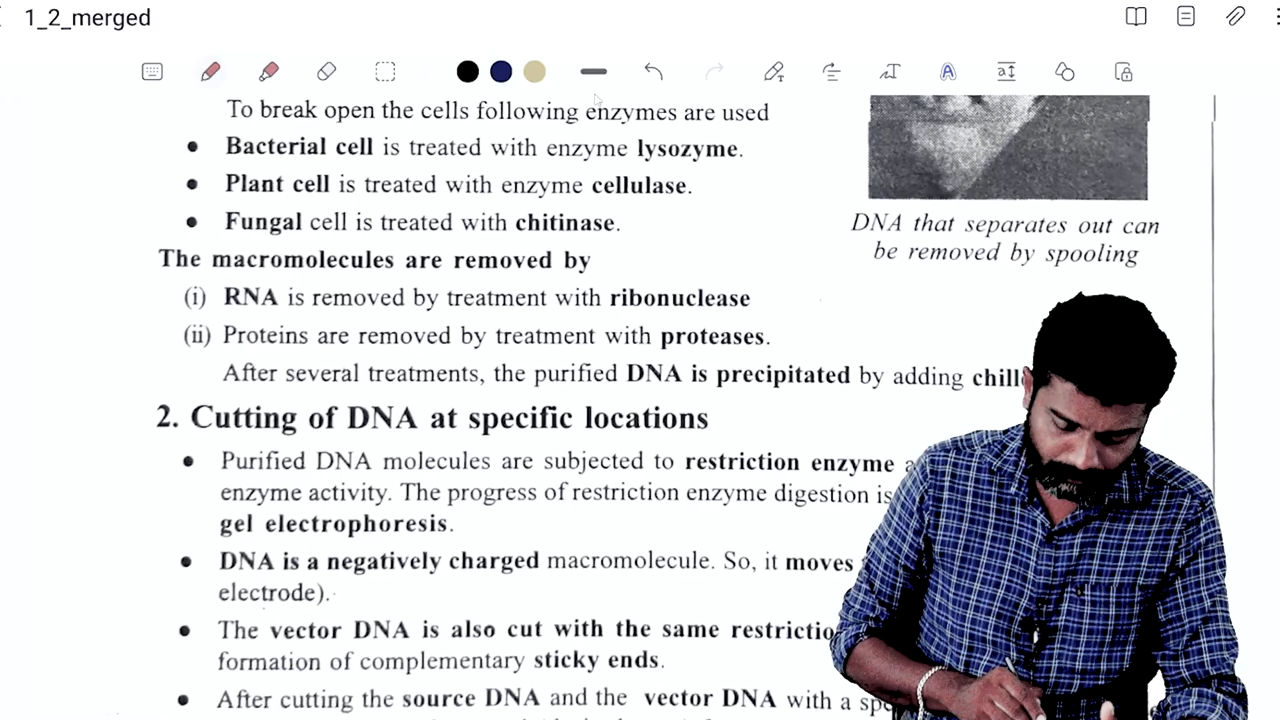 1_2_merged
To break open the cells following enzymes are used
• Bacterial cell is treated with enzyme lysozyme.
• Plant cell is treated with enzyme cellulase.
• Fungal cell is treated with chitinase.
DNA that separates out can
be removed by spooling
The macromolecules are removed by
(i) RNA is removed by treatment with ribonuclease
(ii) Proteins are removed by treatment with proteases.
After several treatments, the purified DNA is precipitated by adding
2. Cutting of DNA at specific locations
• Purified DNA molecules are subjected to restriction enzyme
enzyme activity. The progress of restriction enzyme digestion is
gel electrophoresis.
• DNA is a negatively charged macromolecule. So, it moves
electrode).
• The vector DNA is also cut with the same
formation of complementary sticky ends.
• After cutting the source DNA and the vector DNA with a